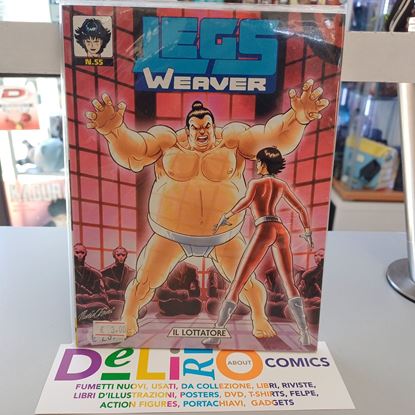 LEGS
WEAVER
N.55
IL LOTTATORE
€ 3,00
DeLiRIO
ABOUT
COMICS
FUMETTI NUOVI, USATI, DA COLLEZIONE, LIBRI, RIVISTE,
LIBRI D'ILLUSTRAZIONI, POSTERS, DVD, T-SHIRTS, FELPE,
ACTION FIGURES, PORTACHIAVI, GADGETS